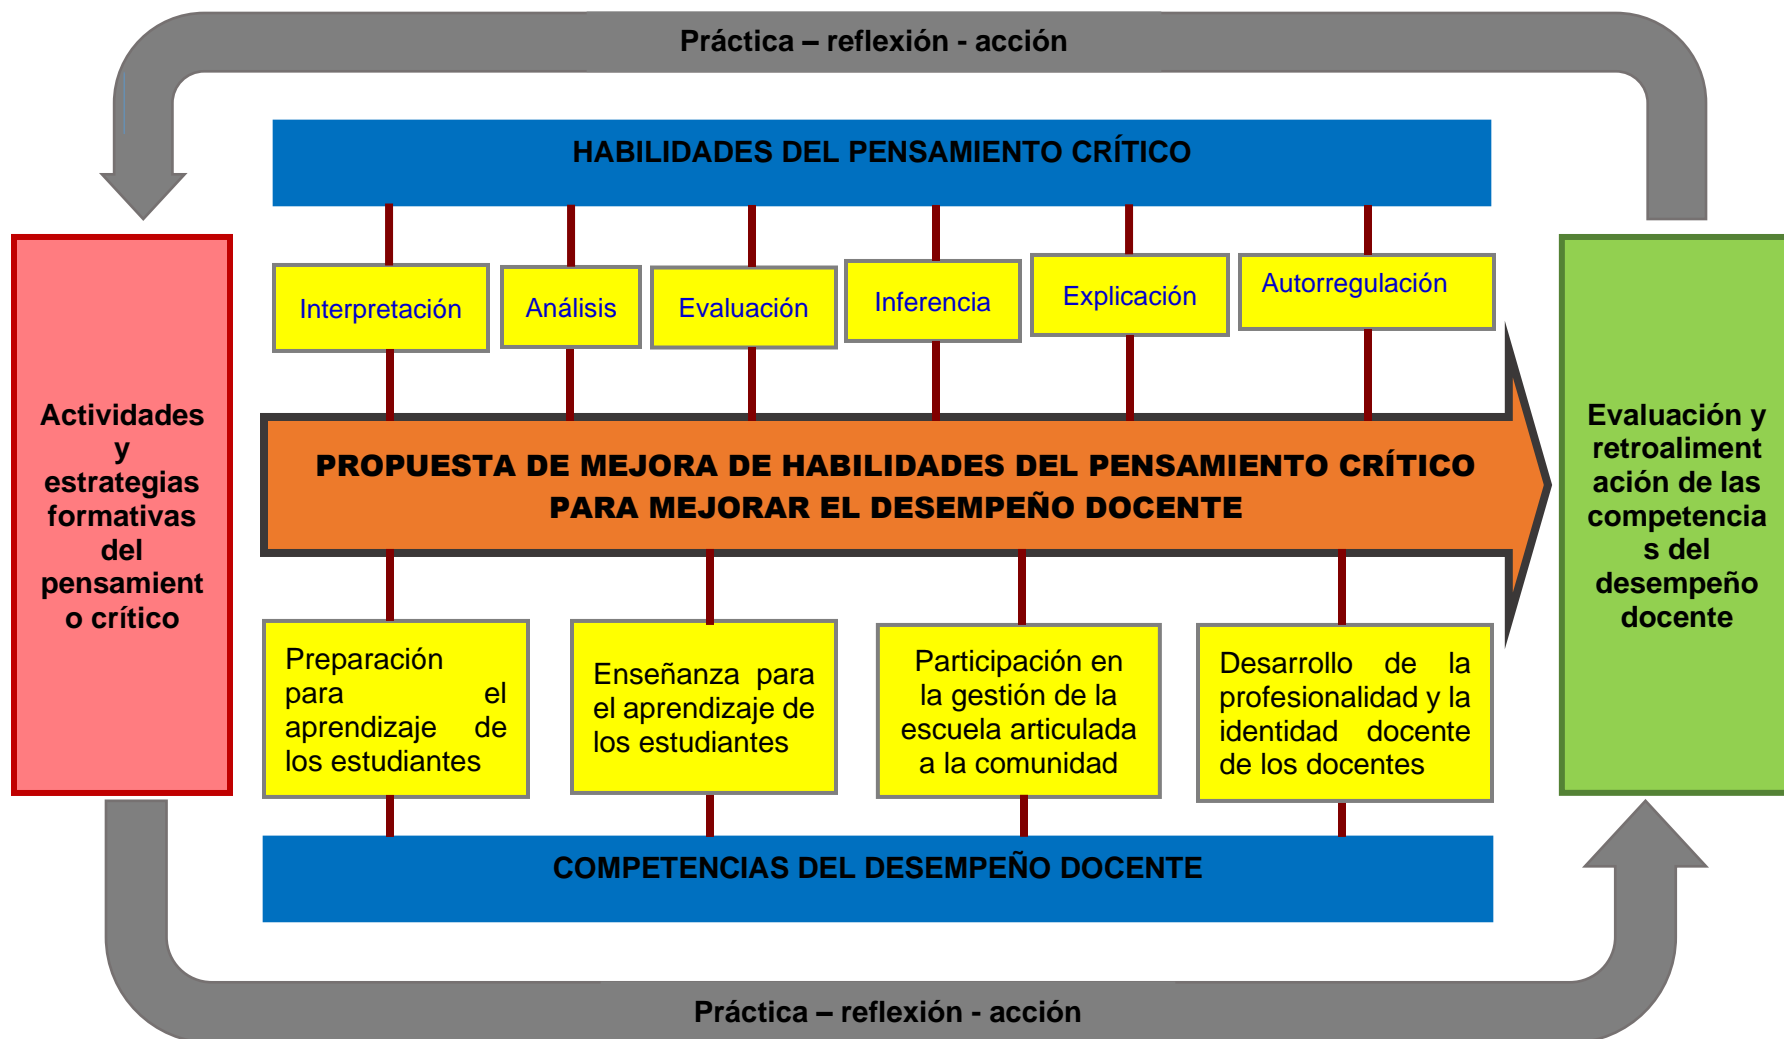 Práctica – reflexión - acción
HABILIDADES DEL PENSAMIENTO CRÍTICO
Interpretación
Análisis
Evaluación
Inferencia
Explicación
Autorregulación
Actividades
y
estrategias
formativas
del
pensamient
o crítico
PROPUESTA DE MEJORA DE HABILIDADES DEL PENSAMIENTO CRÍTICO
PARA MEJORAR EL DESEMPEÑO DOCENTE
Evaluación y
retroaliment
ación de las
competencia
s del
desempeño
docente
Preparación
para el
aprendizaje de
los estudiantes
Enseñanza para
el aprendizaje de
los estudiantes
Participación en
la gestión de la
escuela articulada
a la comunidad
Desarrollo de la
profesionalidad y la
identidad docente
de los docentes
COMPETENCIAS DEL DESEMPEÑO DOCENTE
Práctica – reflexión - acción